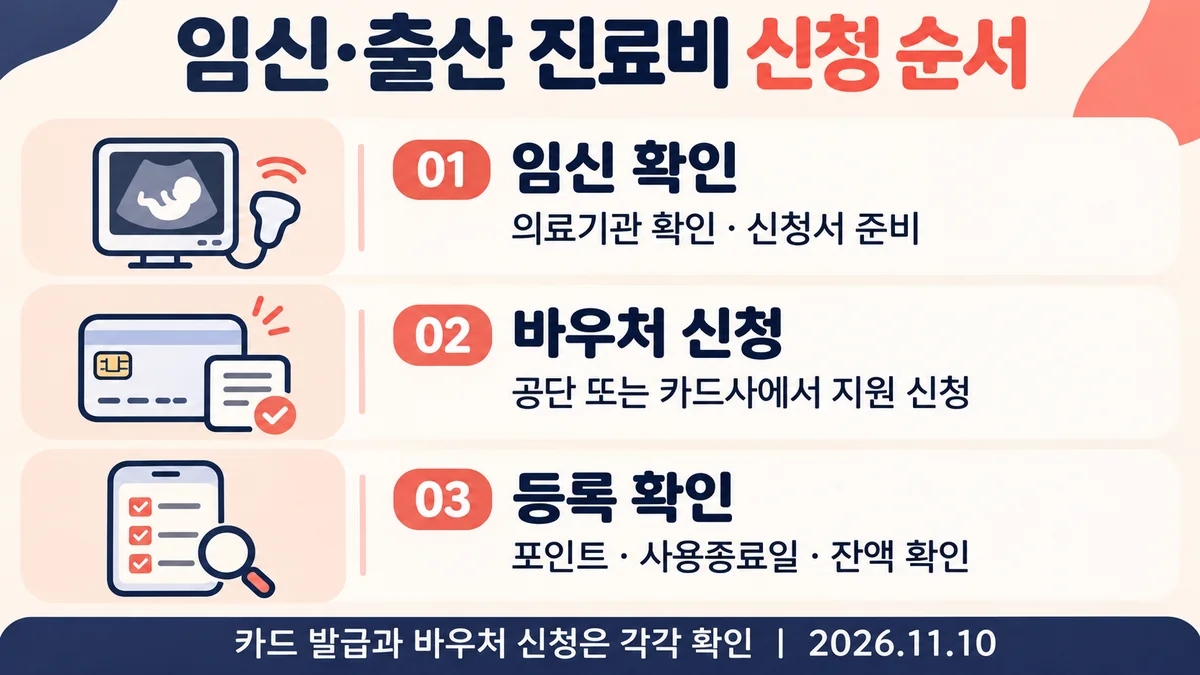 임신·출산 진료비 신청 순서
01 임신 확인
의료기관 확인 · 신청서 준비
02 바우처 신청
공단 또는 카드사에서 지원 신청
03 등록 확인
포인트 · 사용종료일 · 잔액 확인
카드 발급과 바우처 신청은 각각 확인 | 2026.11.10